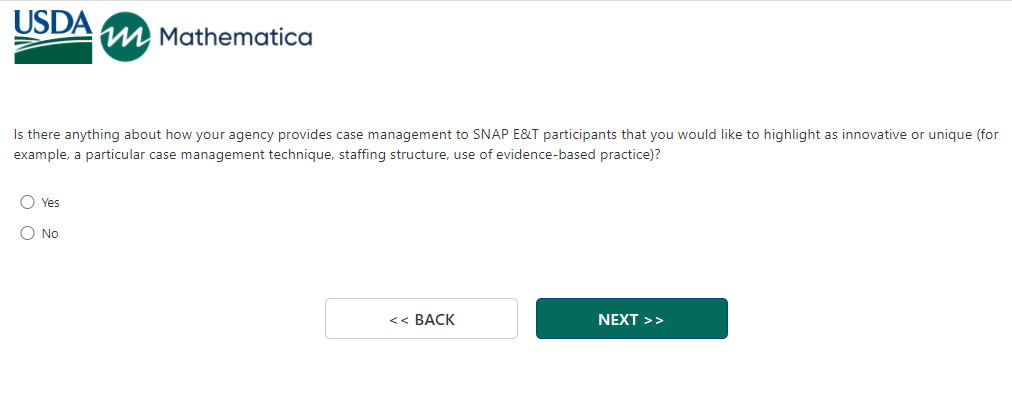 USDA
m Mathematica
Is there anything about how your agency provides case management to SNAP E&T participants that you would like to highlight as innovative or unique (for
example, a particular case management technique, staffing structure, use of evidence-based practice)?
Yes
No
<< BACK
NEXT >>